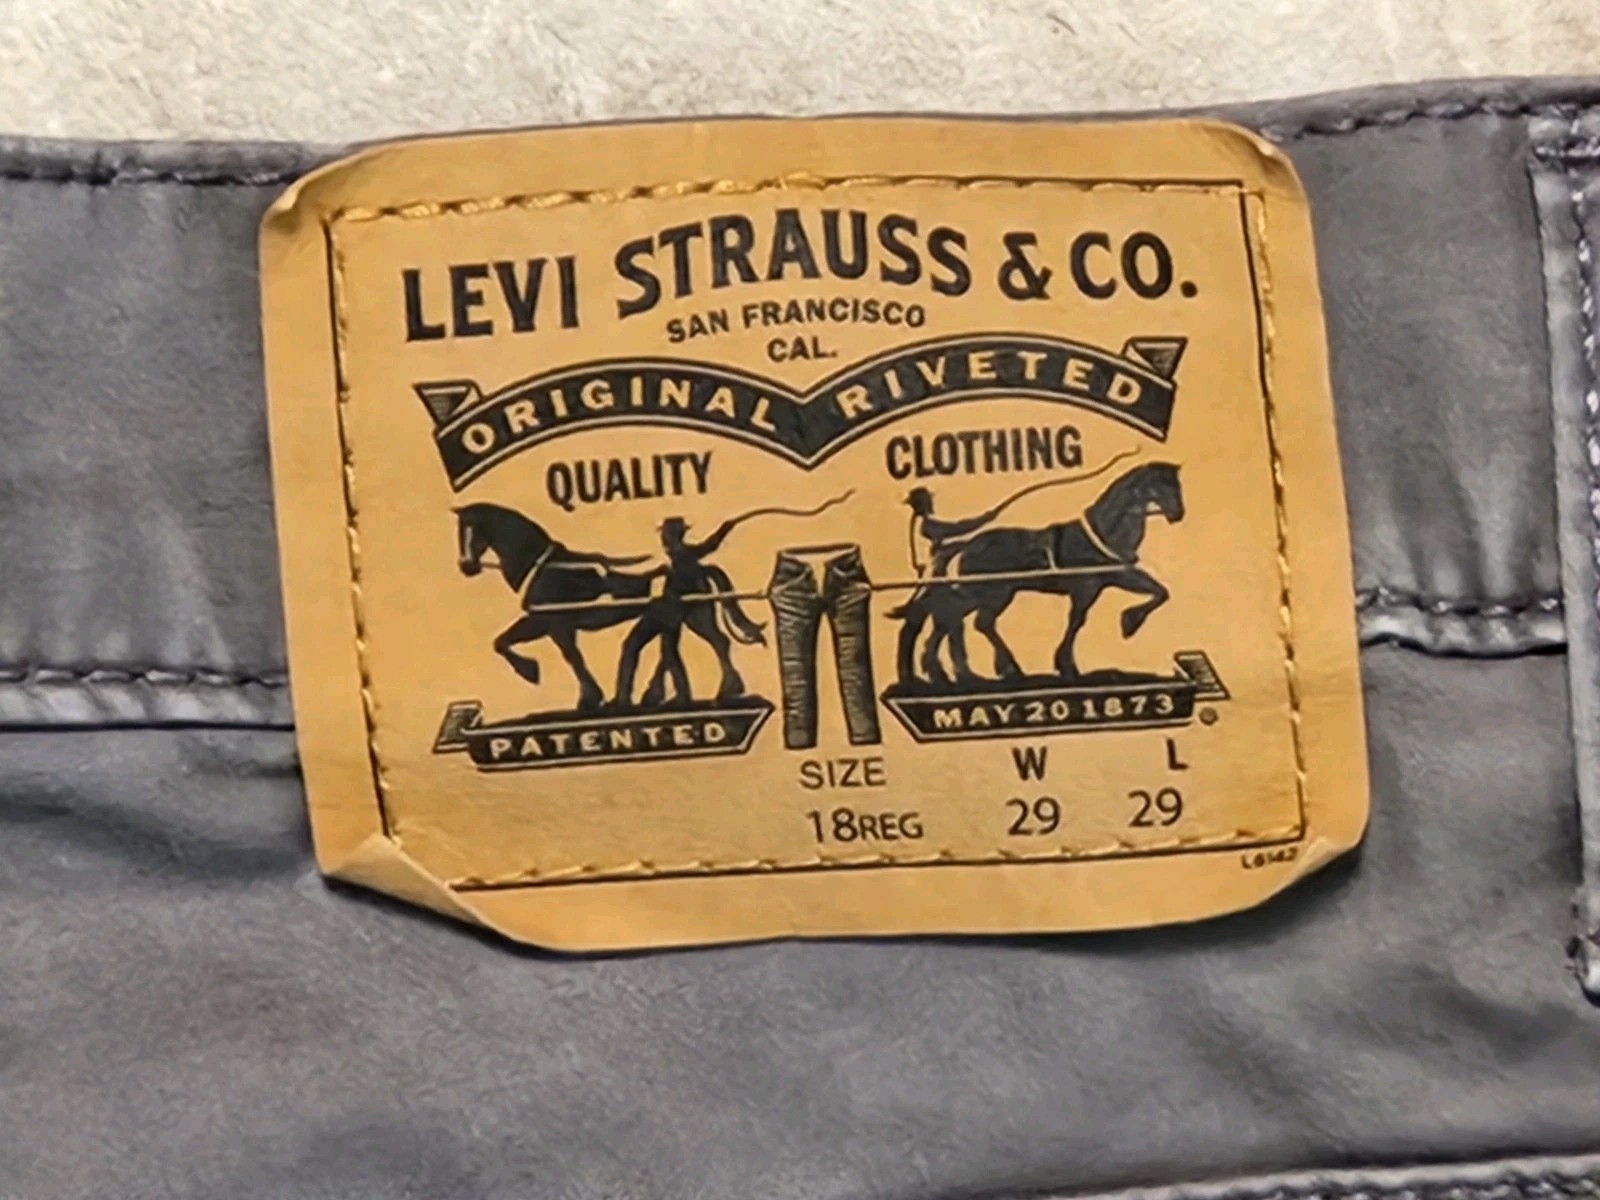 LEVI STRAUSS & CO.
SAN FRANCISCO
CAL.
ORIGINAL RIVETED
QUALITY CLOTHING
PATENTED MAY 20 1873
SIZE W L
18REG 29 29